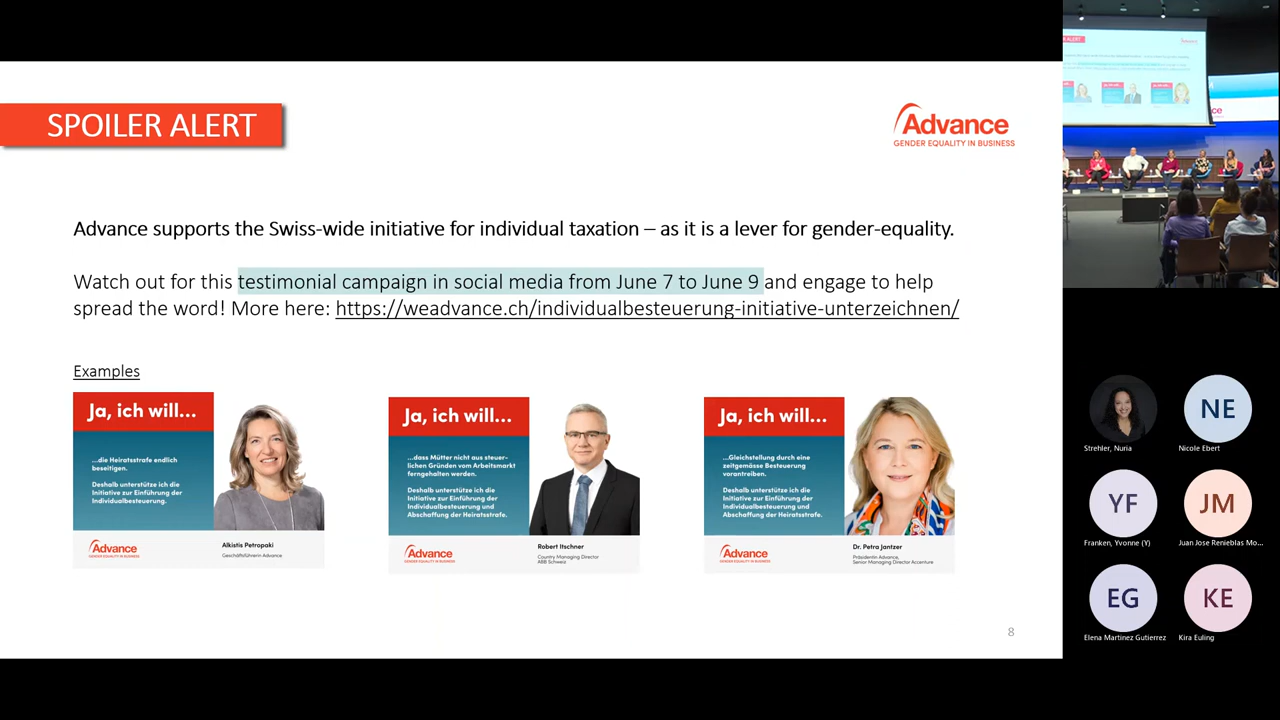 SPOILER ALERT
Advance
GENDER EQUALITY IN BUSINESS
Advance supports the Swiss-wide initiative for individual taxation – as it is a lever for gender-equality.
Watch out for this testimonial campaign in social media from June 7 to June 9 and engage to help
spread the word! More here: https://weadvance.ch/individualbesteuerung-initiative-unterzeichnen/
Examples
Ja, ich will...
...die Heiratsstrafe endlich
beseitigen.
Deshalb unterstütze ich die
Initiative zur Einführung der
Individualbesteuerung.
Advance
GENDER EQUALITY IN BUSINESS
Alkistis Petropaki
Geschäftsführerin Advance
Ja, ich will...
...dass Mütter nicht aus steuer-
lichen Gründen vom Arbeitsmarkt
ferngehalten werden.
Deshalb unterstütze ich die
Initiative zur Einführung der
Individualbesteuerung und
Abschaffung der Heiratsstrafe.
Advance
GENDER EQUALITY IN BUSINESS
Robert Itschner
Country Managing Director
ABB Schweiz
Ja, ich will...
...Gleichstellung durch eine
zeitgemässe Besteuerung
vorantreiben.
Deshalb unterstütze ich die
Initiative zur Einführung der
Individualbesteuerung und
Abschaffung der Heiratsstrafe.
Advance
GENDER EQUALITY IN BUSINESS
Dr. Petra Jantzer
Präsidentin Advance,
Senior Managing Director Accenture
8
Strehler, Nuria
NE
Nicole Ebert
YF
Franken, Yvonne (Y)
JM
Juan Jose Renieblas Mo...
EG
Elena Martinez Gutierrez
KE
Kira Euling